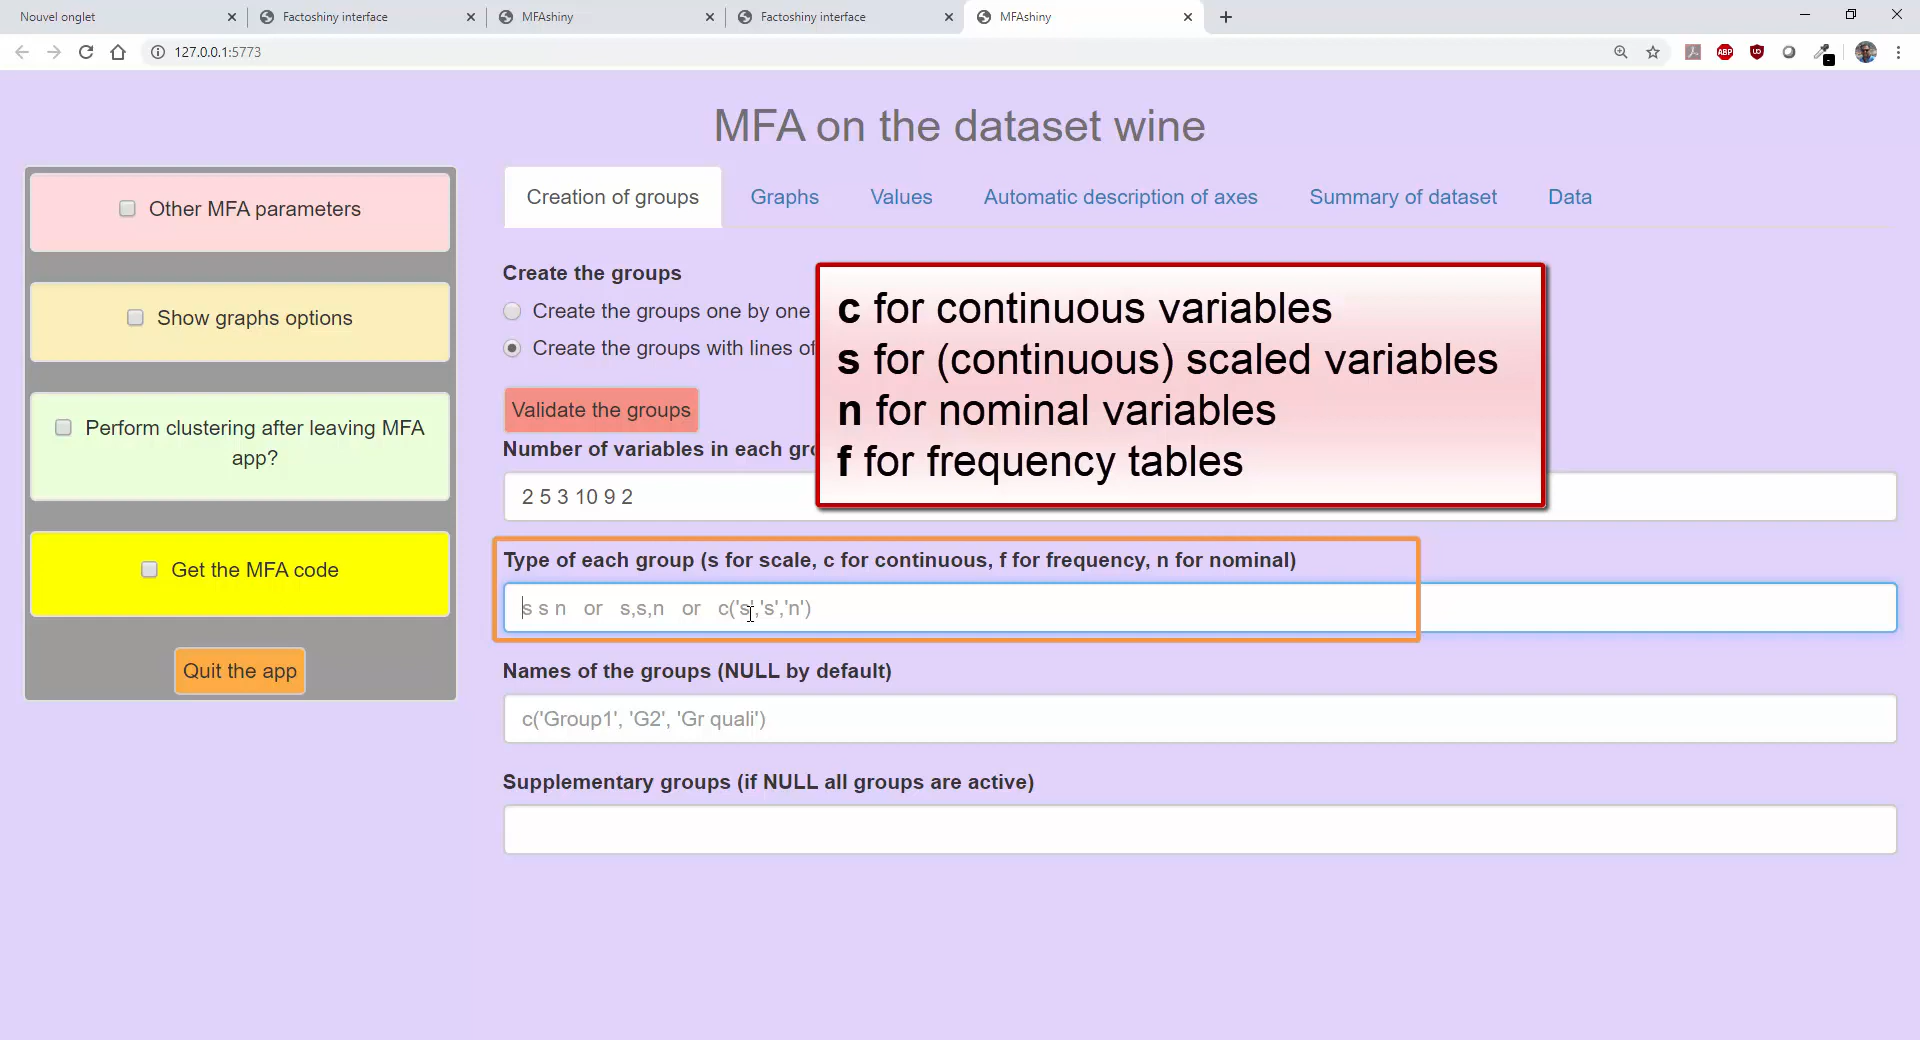 Nouvel onglet
Factoshiny interface
MFAshiny
Factoshiny interface
MFAshiny
127.0.0.1:5773
ABP
MFA on the dataset wine
Other MFA parameters
Show graphs options
Perform clustering after leaving MFA
app?
Get the MFA code
Quit the app
Creation of groups
Graphs
Values
Automatic description of axes
Summary of dataset
Data
Create the groups
Create the groups one by one
Create the groups with lines of
c for continuous variables
s for (continuous) scaled variables
n for nominal variables
f for frequency tables
Validate the groups
Number of variables in each gro
2 5 3 10 9 2
Type of each group (s for scale, c for continuous, f for frequency, n for nominal)
s s n or s,s,n or c('s','s','n')
Names of the groups (NULL by default)
c('Group1', 'G2', 'Gr quali')
Supplementary groups (if NULL all groups are active)